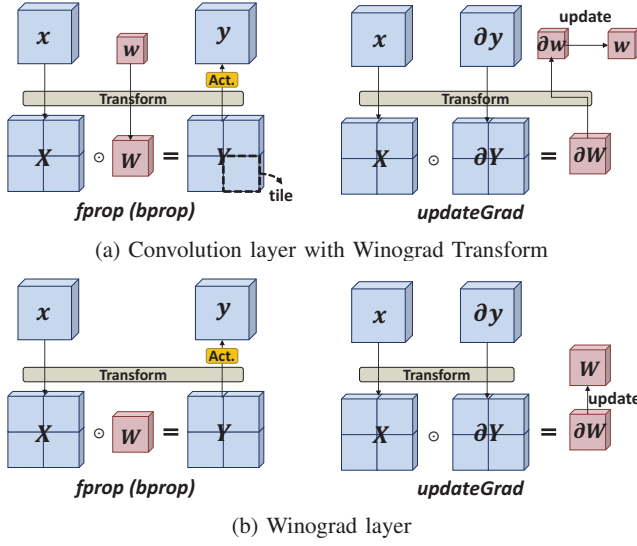 x
w
y
Act.
Transform
X ⊙ W = Y
tile
fprop (bprop)
x
∂y
∂w
update
w
Transform
X ⊙ ∂Y = ∂W
updateGrad
(a) Convolution layer with Winograd Transform
x
y
Act.
Transform
X ⊙ W = Y
fprop (bprop)
x
∂y
Transform
W
update
X ⊙ ∂Y = ∂W
updateGrad
(b) Winograd layer